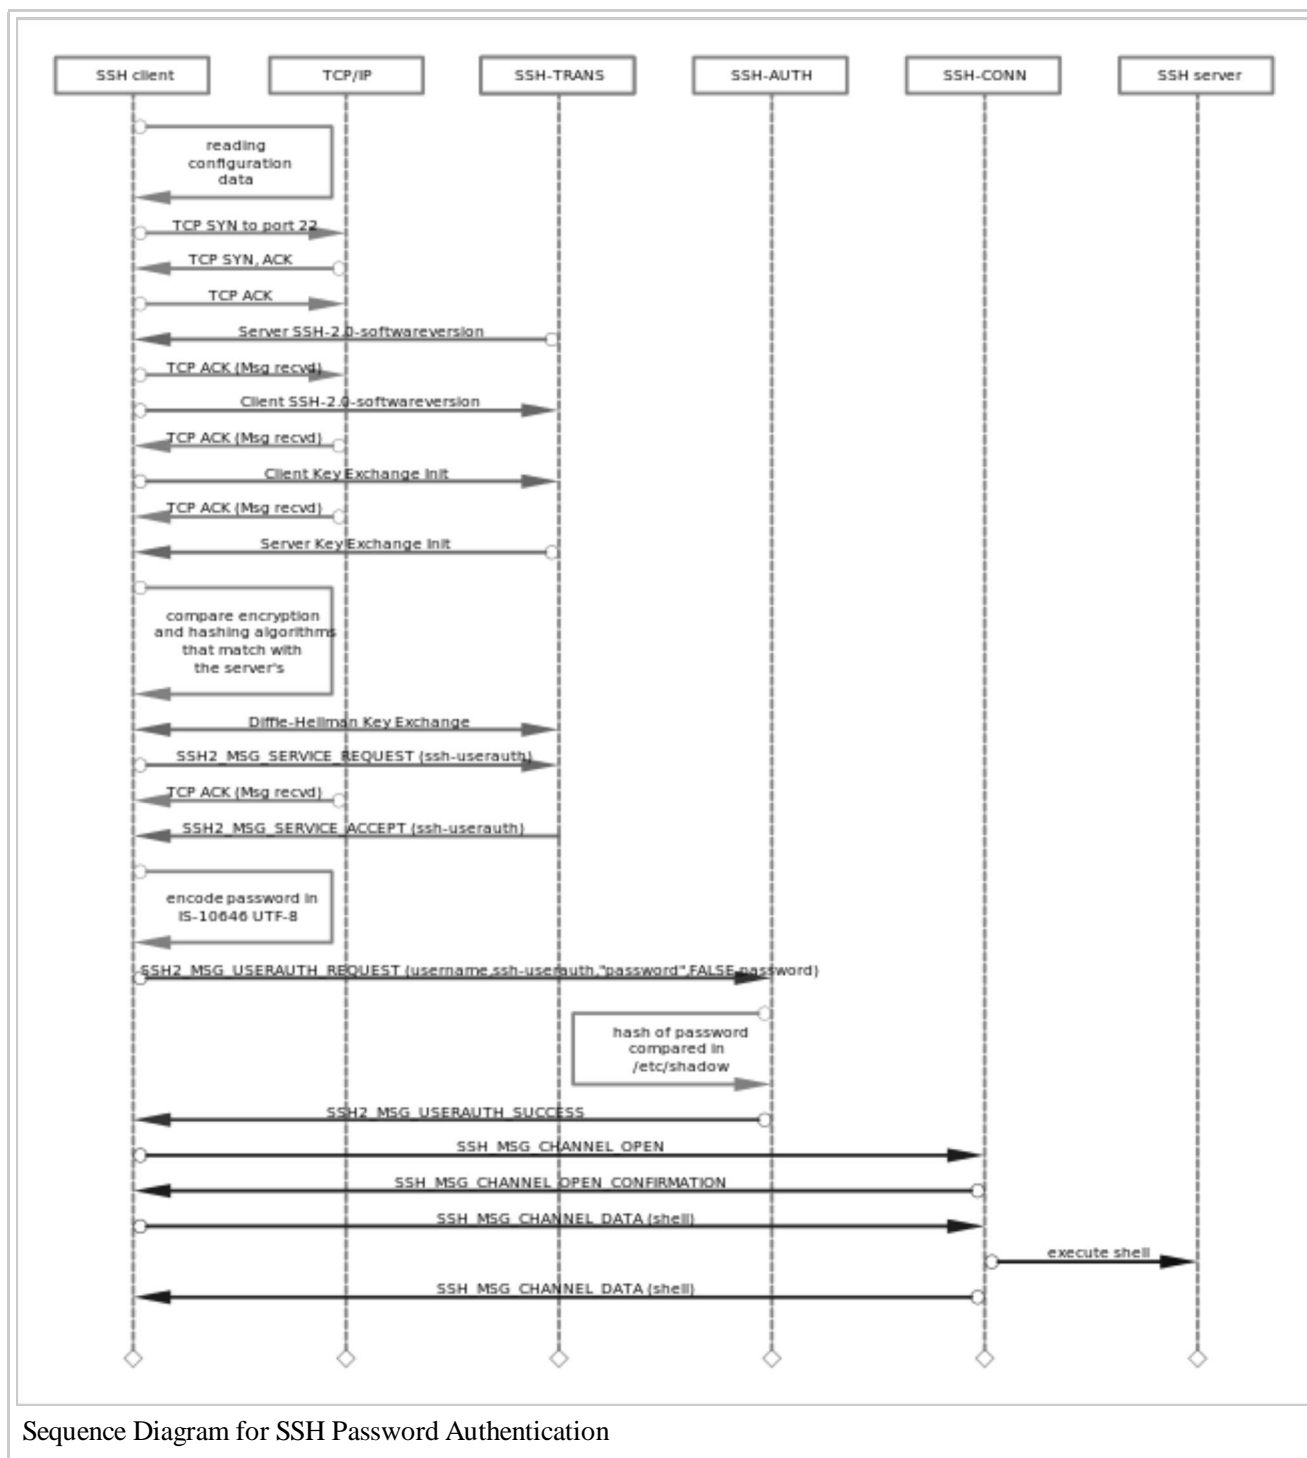 SSH client
TCP/IP
SSH-TRANS
SSH-AUTH
SSH-CONN
SSH server
reading
configuration
data
TCP SYN to port 22
TCP SYN, ACK
TCP ACK
Server SSH-2.0-softwareversion
TCP ACK (Msg recvd)
Client SSH-2.0-softwareversion
TCP ACK (Msg recvd)
Client Key Exchange Init
TCP ACK (Msg recvd)
Server Key Exchange Init
compare encryption
and hashing algorithms
that match with
the server's
Diffie-Hellman Key Exchange
SSH2_MSG_SERVICE_REQUEST (ssh-userauth)
TCP ACK (Msg recvd)
SSH2_MSG_SERVICE_ACCEPT (ssh-userauth)
encode password in
IS-10646 UTF-8
SSH2_MSG_USERAUTH_REQUEST (username,ssh-userauth,"password",FALSE,password)
hash of password
compared in
/etc/shadow
SSH2_MSG_USERAUTH_SUCCESS
SSH_MSG_CHANNEL_OPEN
SSH_MSG_CHANNEL_OPEN_CONFIRMATION
SSH_MSG_CHANNEL_DATA (shell)
execute shell
SSH_MSG_CHANNEL_DATA (shell)
Sequence Diagram for SSH Password Authentication